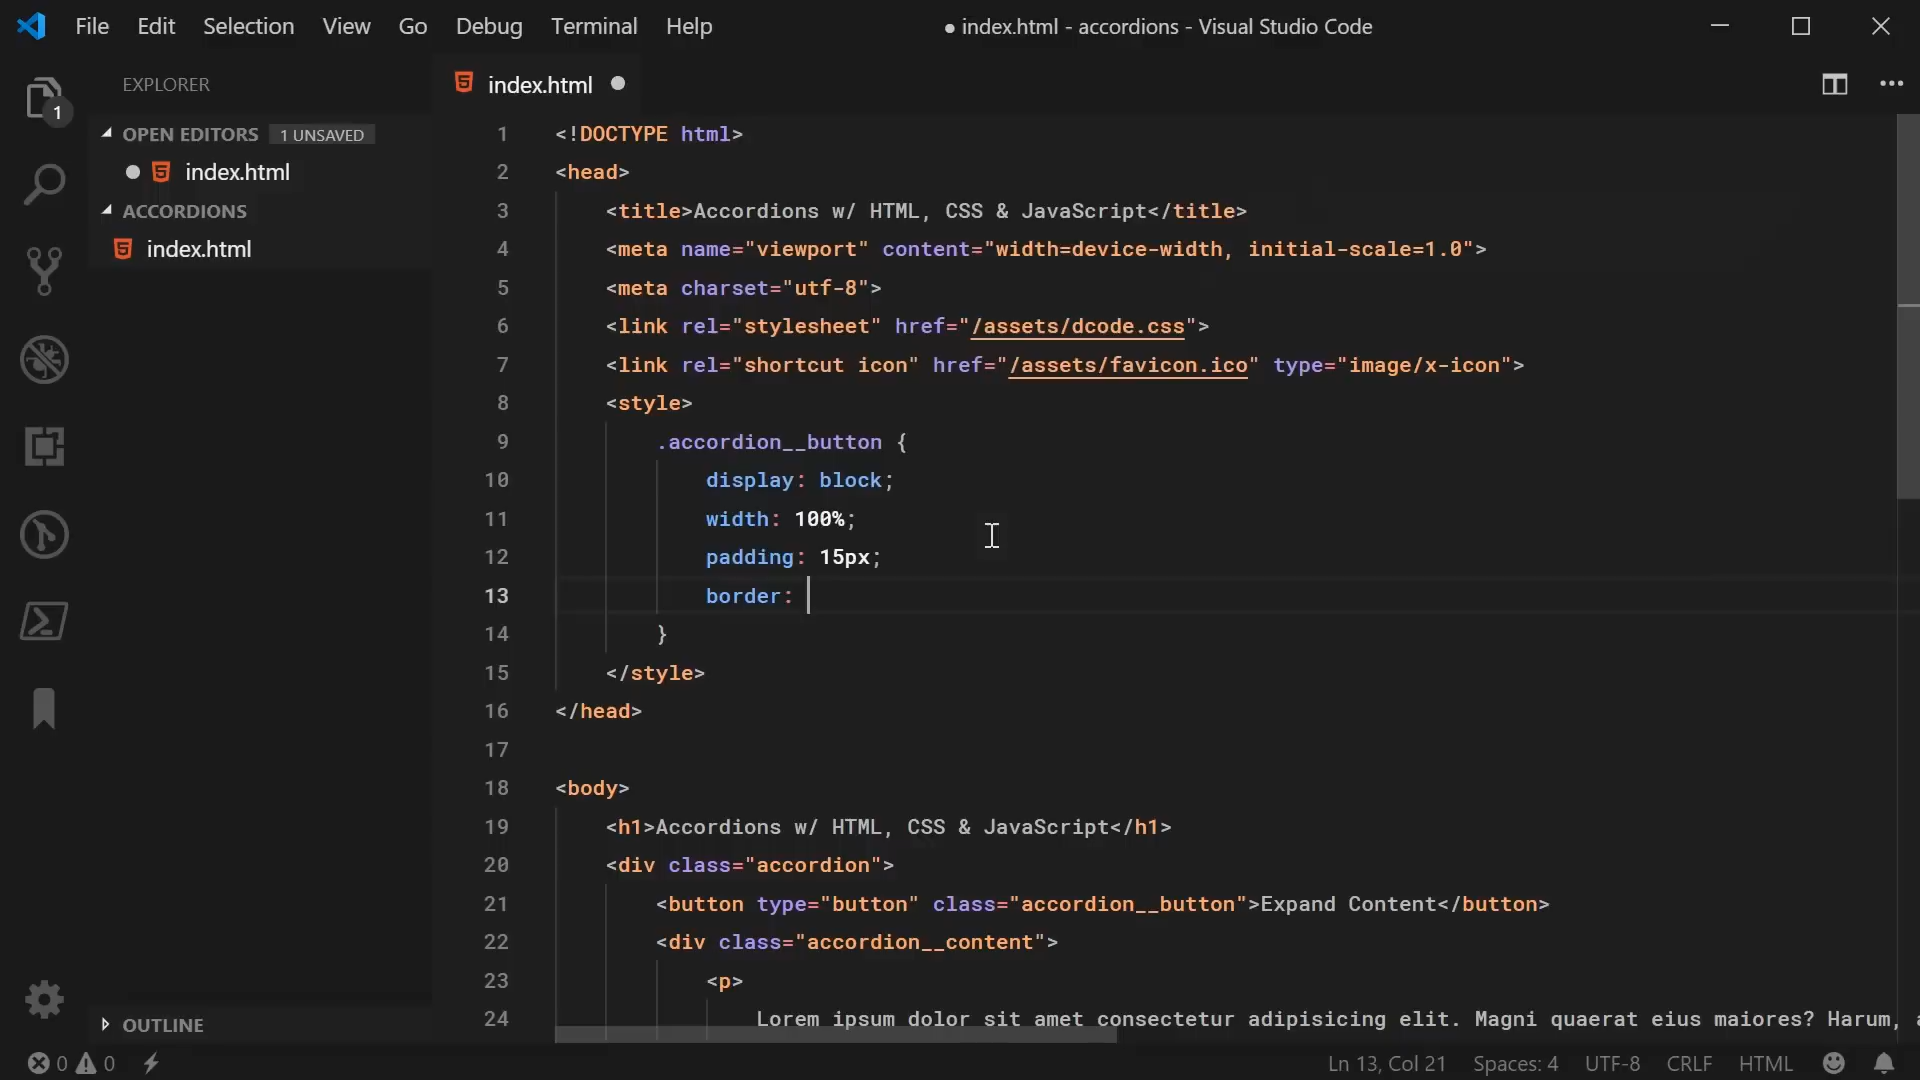 File Edit Selection View Go Debug Terminal Help
● index.html - accordions - Visual Studio Code
1
EXPLORER
OPEN EDITORS 1 UNSAVED
index.html
ACCORDIONS
index.html
OUTLINE
index.html
1 <!DOCTYPE html>
2 <head>
3 <title>Accordions w/ HTML, CSS & JavaScript</title>
4 <meta name="viewport" content="width=device-width, initial-scale=1.0">
5 <meta charset="utf-8">
6 <link rel="stylesheet" href="/assets/dcode.css">
7 <link rel="shortcut icon" href="/assets/favicon.ico" type="image/x-icon">
8 <style>
9 .accordion__button {
10 display: block;
11 width: 100%;
12 padding: 15px;
13 border:
14 }
15 </style>
16 </head>
17
18 <body>
19 <h1>Accordions w/ HTML, CSS & JavaScript</h1>
20 <div class="accordion">
21 <button type="button" class="accordion__button">Expand Content</button>
22 <div class="accordion__content">
23 <p>
24 Lorem ipsum dolor sit amet consectetur adipisicing elit. Magni quaerat eius maiores? Harum,
0 0
Ln 13, Col 21 Spaces: 4 UTF-8 CRLF HTML